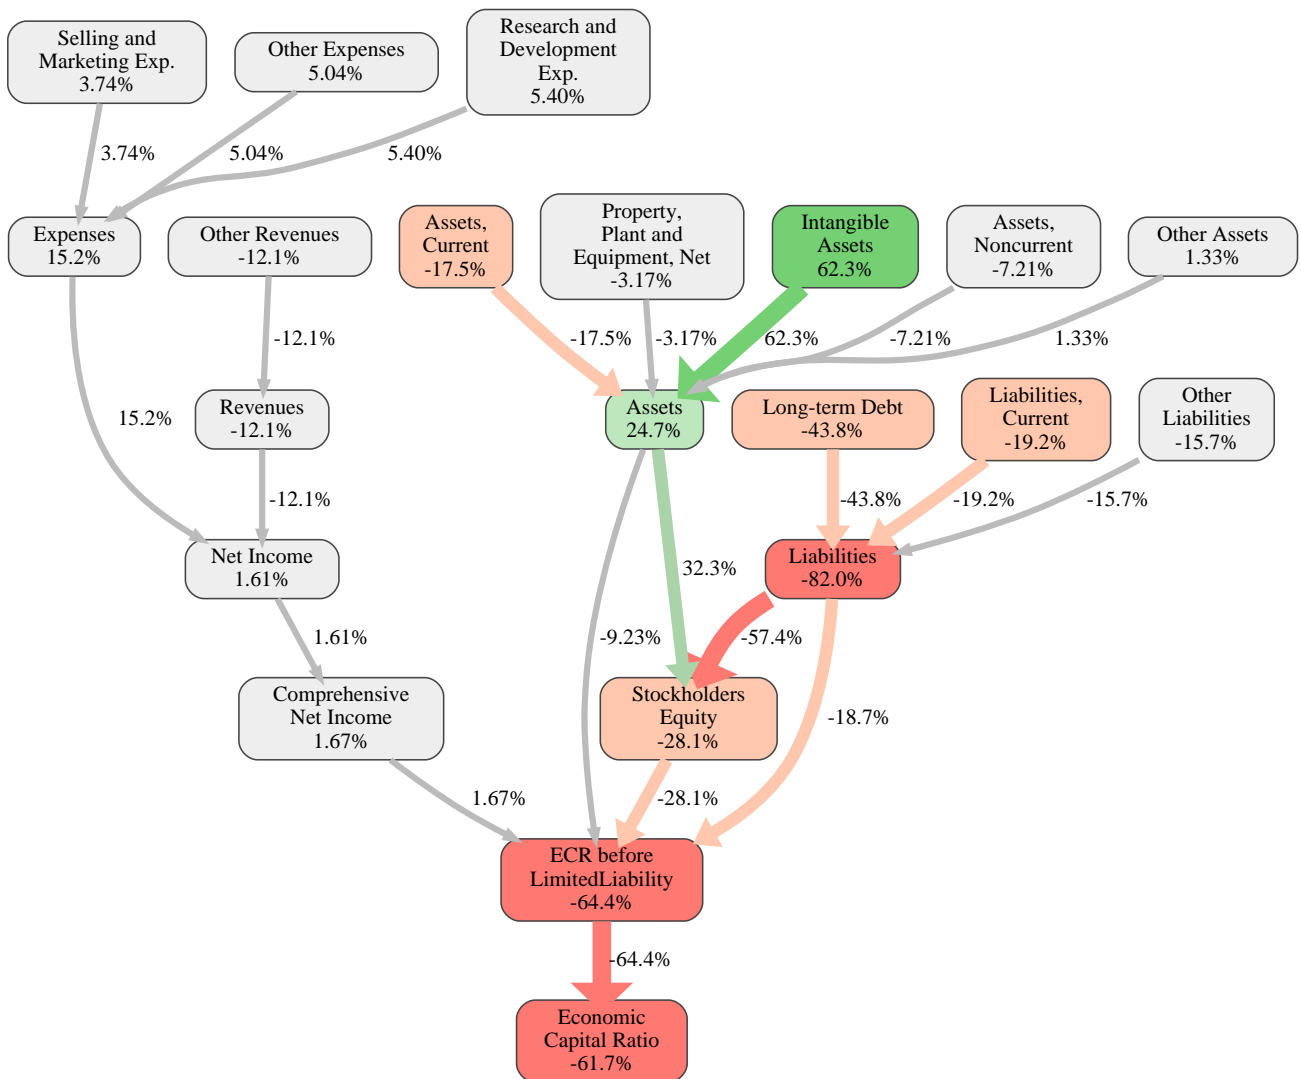 Selling and
Marketing Exp.
3.74%
Other Expenses
5.04%
Research and
Development
Exp.
5.40%
3.74%
5.04%
5.40%
Expenses
15.2%
Other Revenues
-12.1%
Assets,
Current
-17.5%
Property,
Plant and
Equipment, Net
-3.17%
Intangible
Assets
62.3%
Assets,
Noncurrent
-7.21%
Other Assets
1.33%
-12.1%
-17.5%
-3.17%
62.3%
-7.21%
1.33%
15.2%
Revenues
-12.1%
Assets
24.7%
Long-term Debt
-43.8%
Liabilities,
Current
-19.2%
Other
Liabilities
-15.7%
-12.1%
-43.8%
-19.2%
-15.7%
Net Income
1.61%
32.3%
Liabilities
-82.0%
1.61%
-9.23%
-57.4%
Comprehensive
Net Income
1.67%
Stockholders
Equity
-28.1%
-18.7%
1.67%
-28.1%
ECR before
LimitedLiability
-64.4%
-64.4%
Economic
Capital Ratio
-61.7%